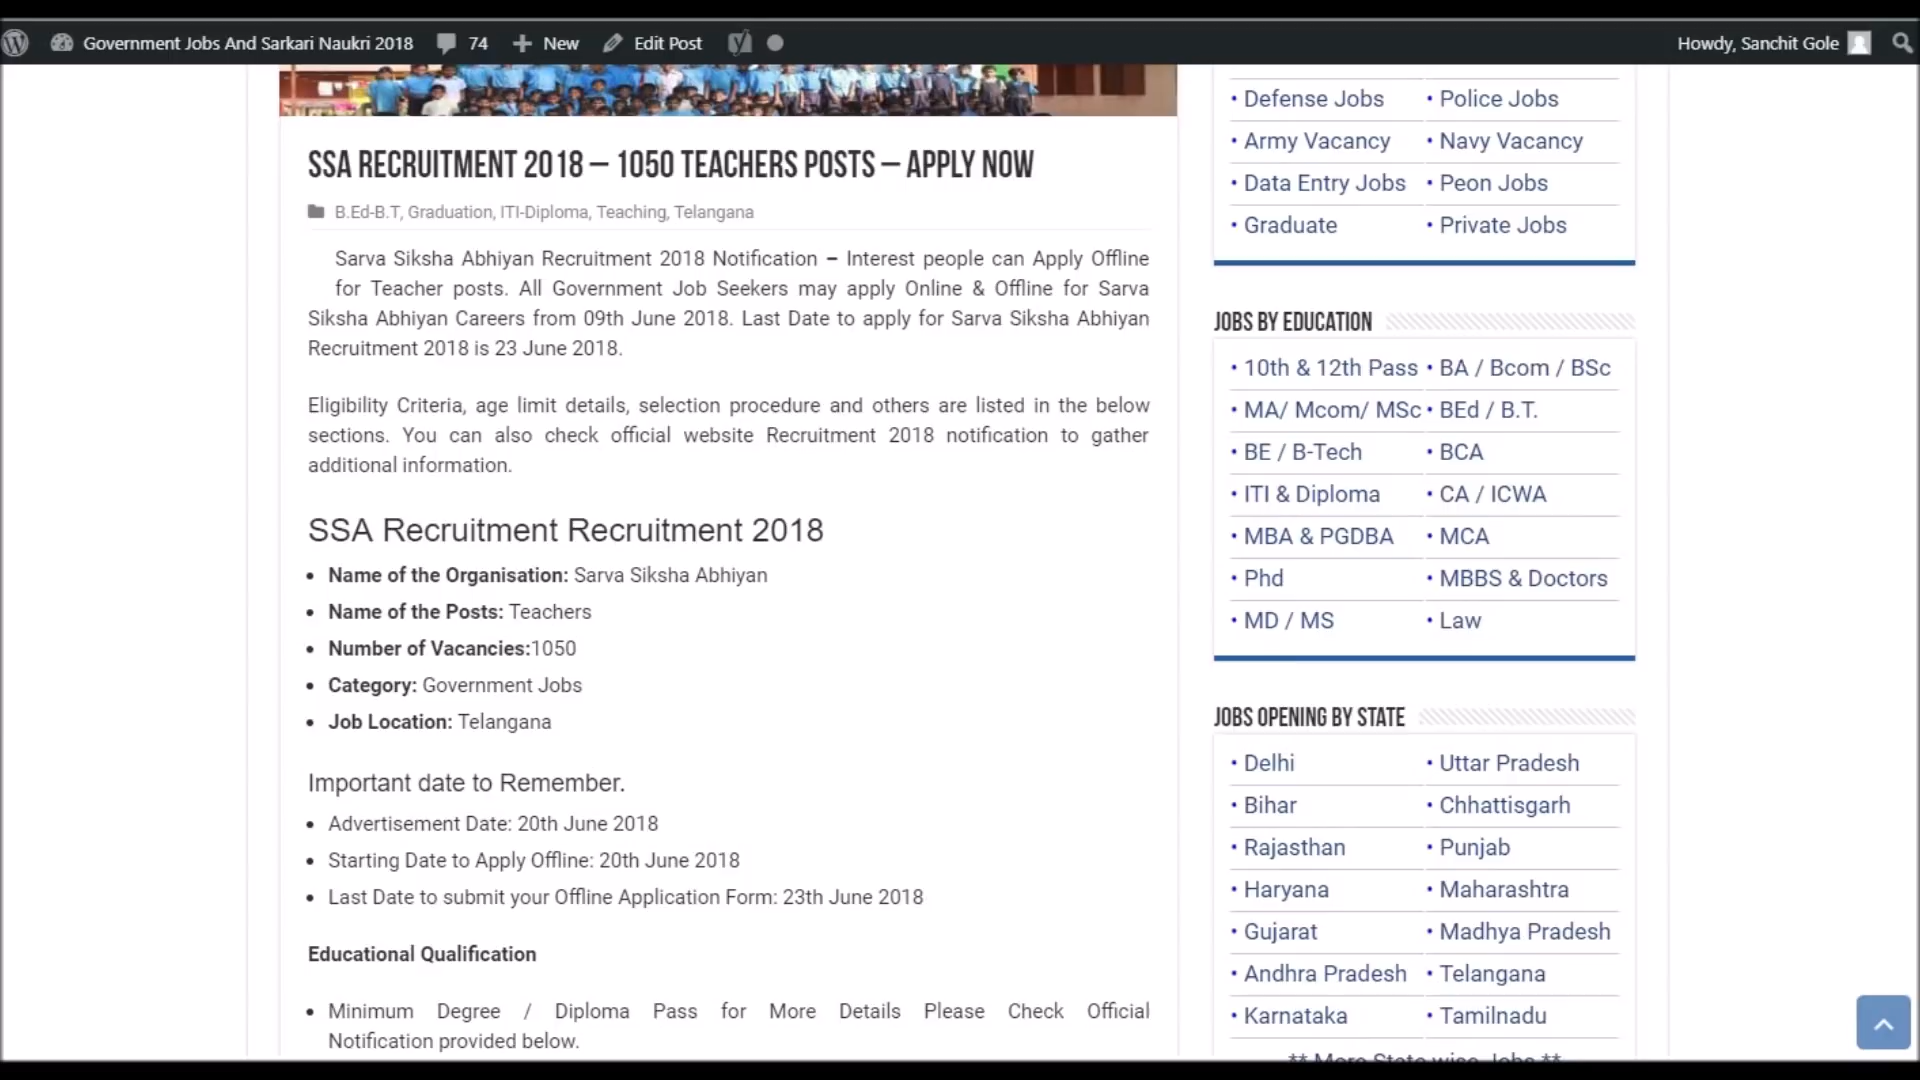 Government Jobs And Sarkari Naukri 2018 74 New Edit Post Howdy, Sanchit Gole
SSA RECRUITMENT 2018 – 1050 TEACHERS POSTS – APPLY NOW
B.Ed-B.T, Graduation, ITI-Diploma, Teaching, Telangana
Sarva Siksha Abhiyan Recruitment 2018 Notification – Interest people can Apply Offline
for Teacher posts. All Government Job Seekers may apply Online & Offline for Sarva
Siksha Abhiyan Careers from 09th June 2018. Last Date to apply for Sarva Siksha Abhiyan
Recruitment 2018 is 23 June 2018.
Eligibility Criteria, age limit details, selection procedure and others are listed in the below
sections. You can also check official website Recruitment 2018 notification to gather
additional information.
SSA Recruitment Recruitment 2018
• Name of the Organisation: Sarva Siksha Abhiyan
• Name of the Posts: Teachers
• Number of Vacancies:1050
• Category: Government Jobs
• Job Location: Telangana
Important date to Remember.
• Advertisement Date: 20th June 2018
• Starting Date to Apply Offline: 20th June 2018
• Last Date to submit your Offline Application Form: 23th June 2018
Educational Qualification
• Minimum Degree / Diploma Pass for More Details Please Check Official
Notification provided below.
• Defense Jobs • Police Jobs
• Army Vacancy • Navy Vacancy
• Data Entry Jobs • Peon Jobs
• Graduate • Private Jobs
JOBS BY EDUCATION
• 10th & 12th Pass • BA / Bcom / BSc
• MA/ Mcom/ MSc • BEd / B.T.
• BE / B-Tech • BCA
• ITI & Diploma • CA / ICWA
• MBA & PGDBA • MCA
• Phd • MBBS & Doctors
• MD / MS • Law
JOBS OPENING BY STATE
• Delhi • Uttar Pradesh
• Bihar • Chhattisgarh
• Rajasthan • Punjab
• Haryana • Maharashtra
• Gujarat • Madhya Pradesh
• Andhra Pradesh • Telangana
• Karnataka • Tamilnadu
** More State wise Jobs **